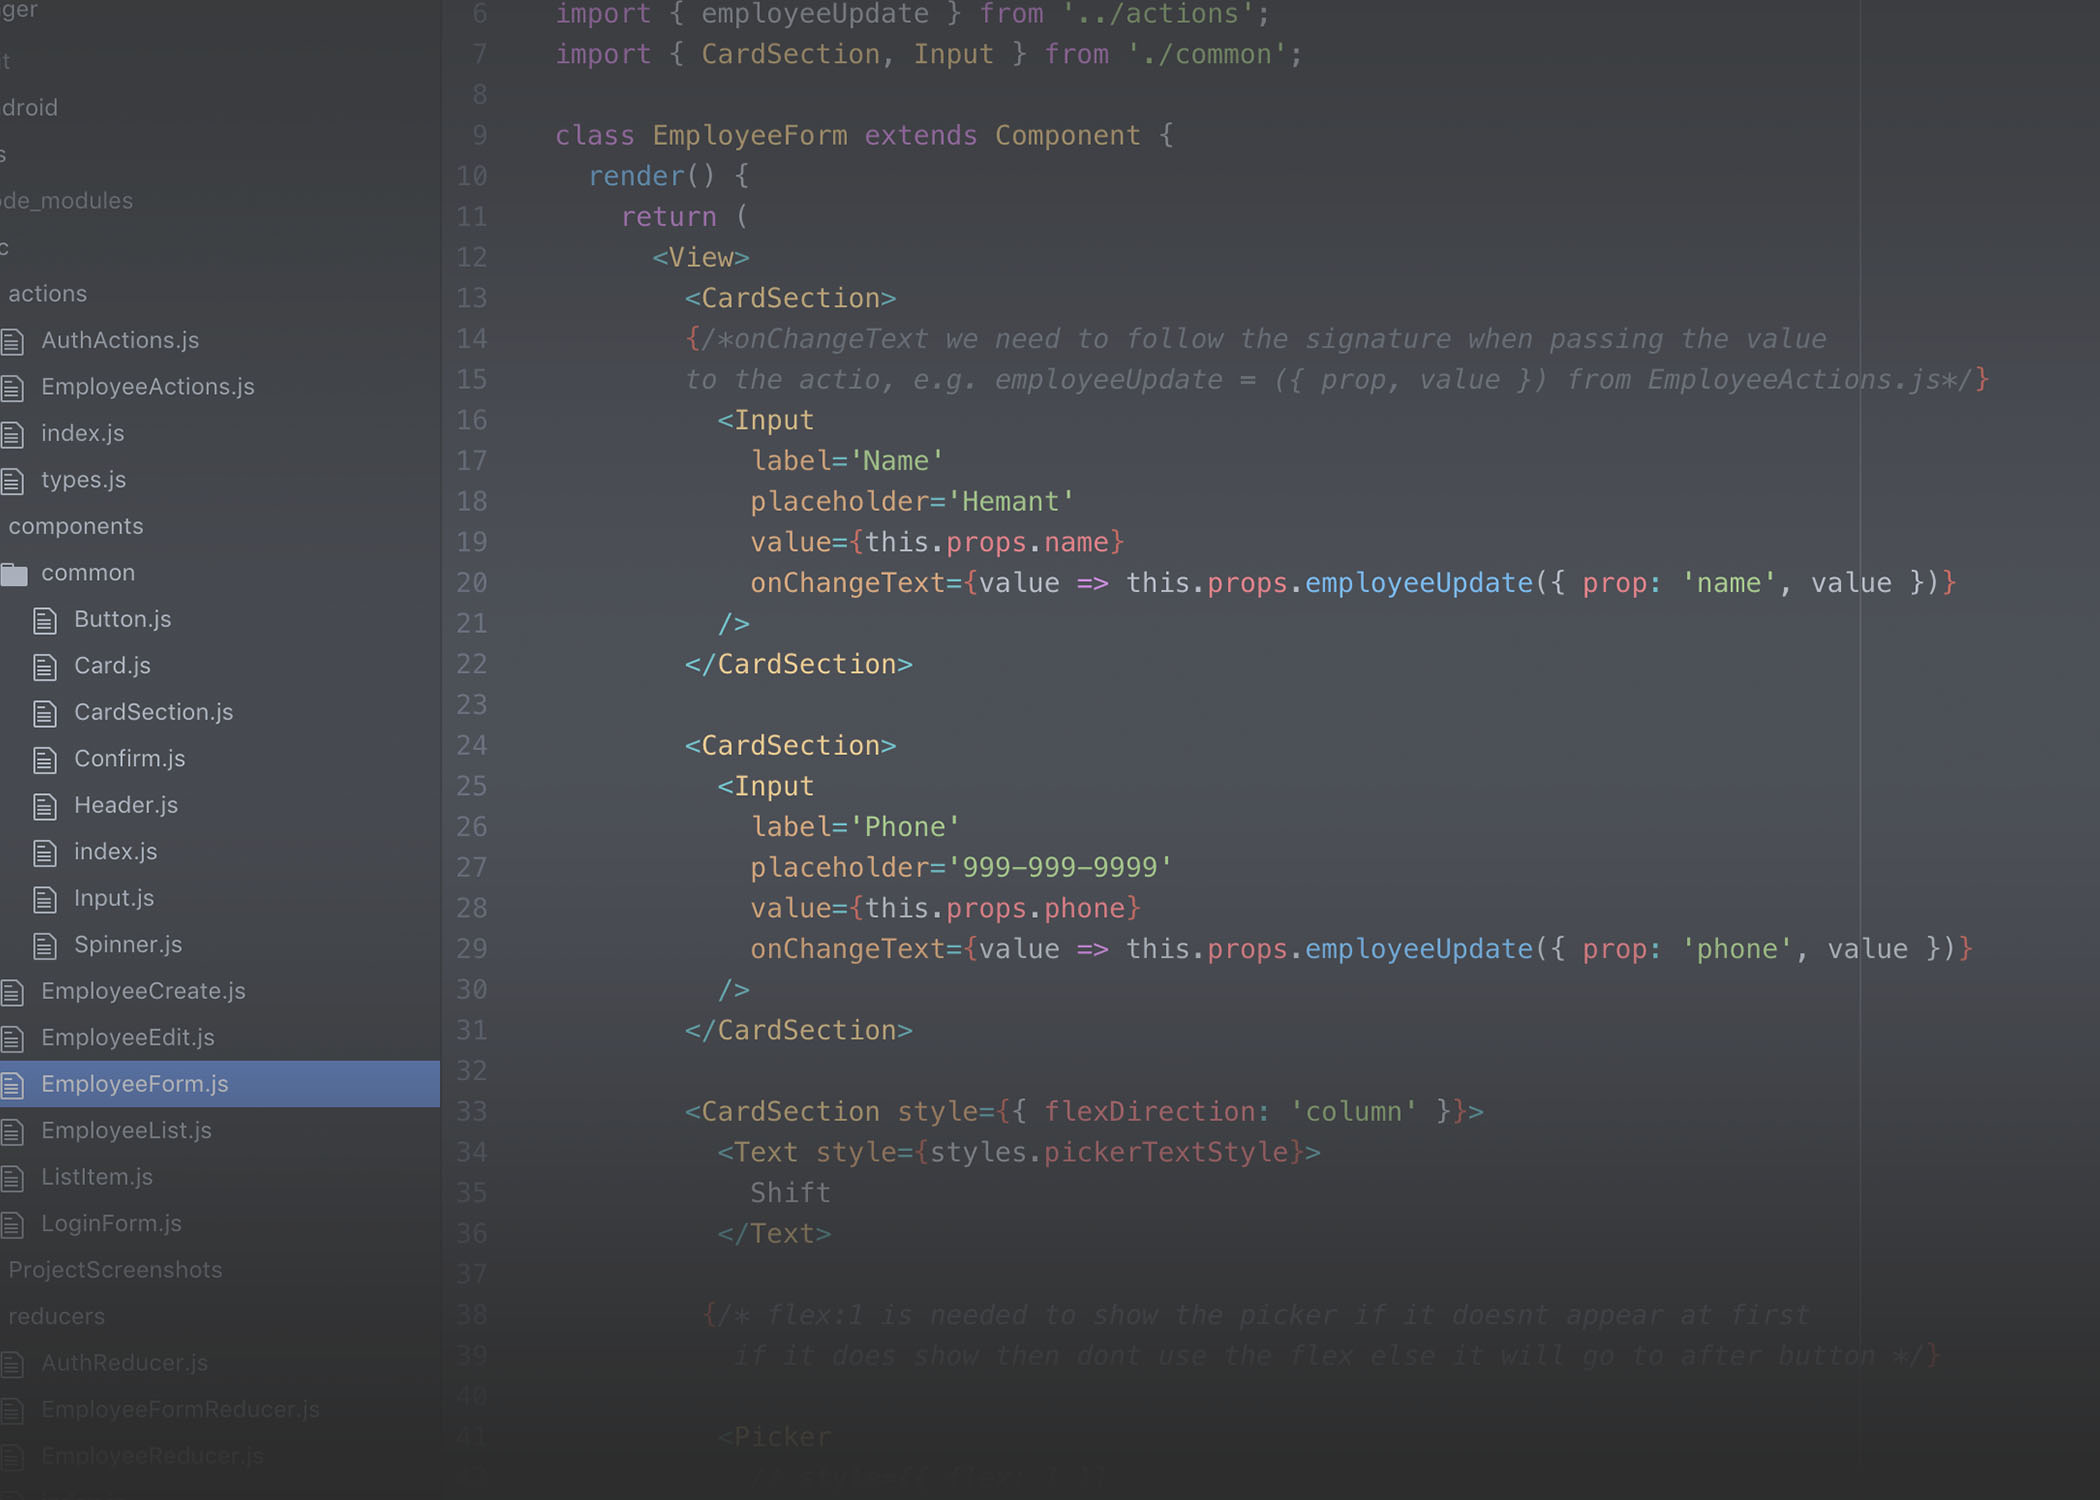 ger
t
droid
s
de_modules
c
actions
AuthActions.js
EmployeeActions.js
index.js
types.js
components
common
Button.js
Card.js
CardSection.js
Confirm.js
Header.js
index.js
Input.js
Spinner.js
EmployeeCreate.js
EmployeeEdit.js
EmployeeForm.js
EmployeeList.js
ListItem.js
LoginForm.js
ProjectScreenshots
reducers
AuthReducer.js
EmployeeFormReducer.js
EmployeeReducer.js
6 import { employeeUpdate } from '../actions';
7 import { CardSection, Input } from './common';
8
9 class EmployeeForm extends Component {
10 render() {
11 return (
12 <View>
13 <CardSection>
14 {/*onChangeText we need to follow the signature when passing the value
15 to the actio, e.g. employeeUpdate = ({ prop, value }) from EmployeeActions.js*/}
16 <Input
17 label='Name'
18 placeholder='Hemant'
19 value={this.props.name}
20 onChangeText={value => this.props.employeeUpdate({ prop: 'name', value })}
21 />
22 </CardSection>
23
24 <CardSection>
25 <Input
26 label='Phone'
27 placeholder='999-999-9999'
28 value={this.props.phone}
29 onChangeText={value => this.props.employeeUpdate({ prop: 'phone', value })}
30 />
31 </CardSection>
32
33 <CardSection style={{ flexDirection: 'column' }}>
34 <Text style={styles.pickerTextStyle}>
35 Shift
36 </Text>
37
38 {/* flex:1 is needed to show the picker if it doesnt appear at first
39 if it does show then dont use the flex else it will go to after button */}
40
41 <Picker
// style={{ flex: 1 }}